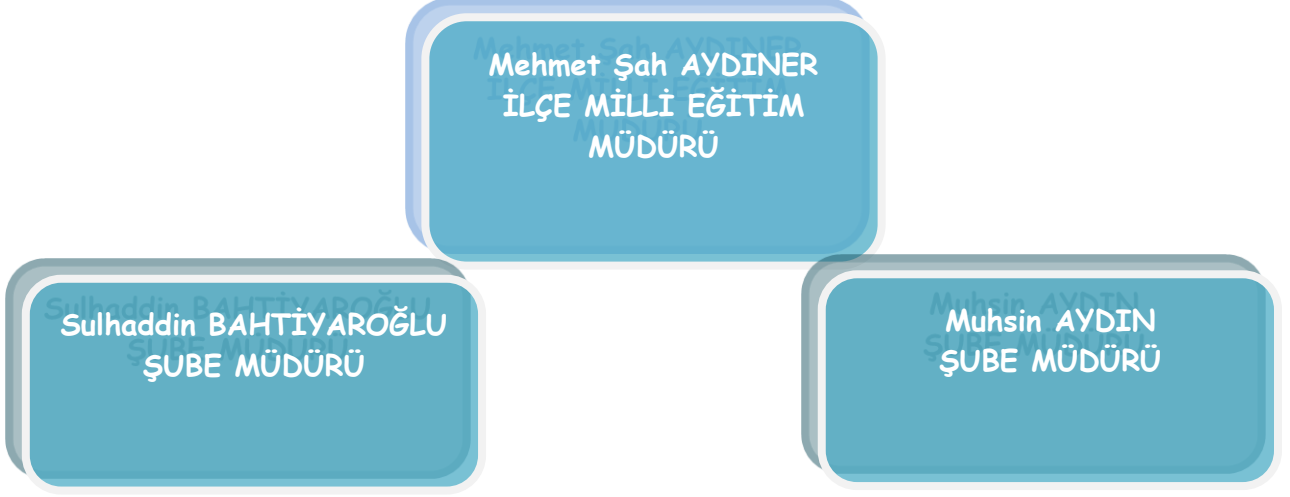 Mehmet Şah AYDINER
İLÇE MİLLİ EĞİTİM
MÜDÜRÜ
Sulhaddin BAHTİYAROĞLU
ŞUBE MÜDÜRÜ
Muhsin AYDIN
ŞUBE MÜDÜRÜ